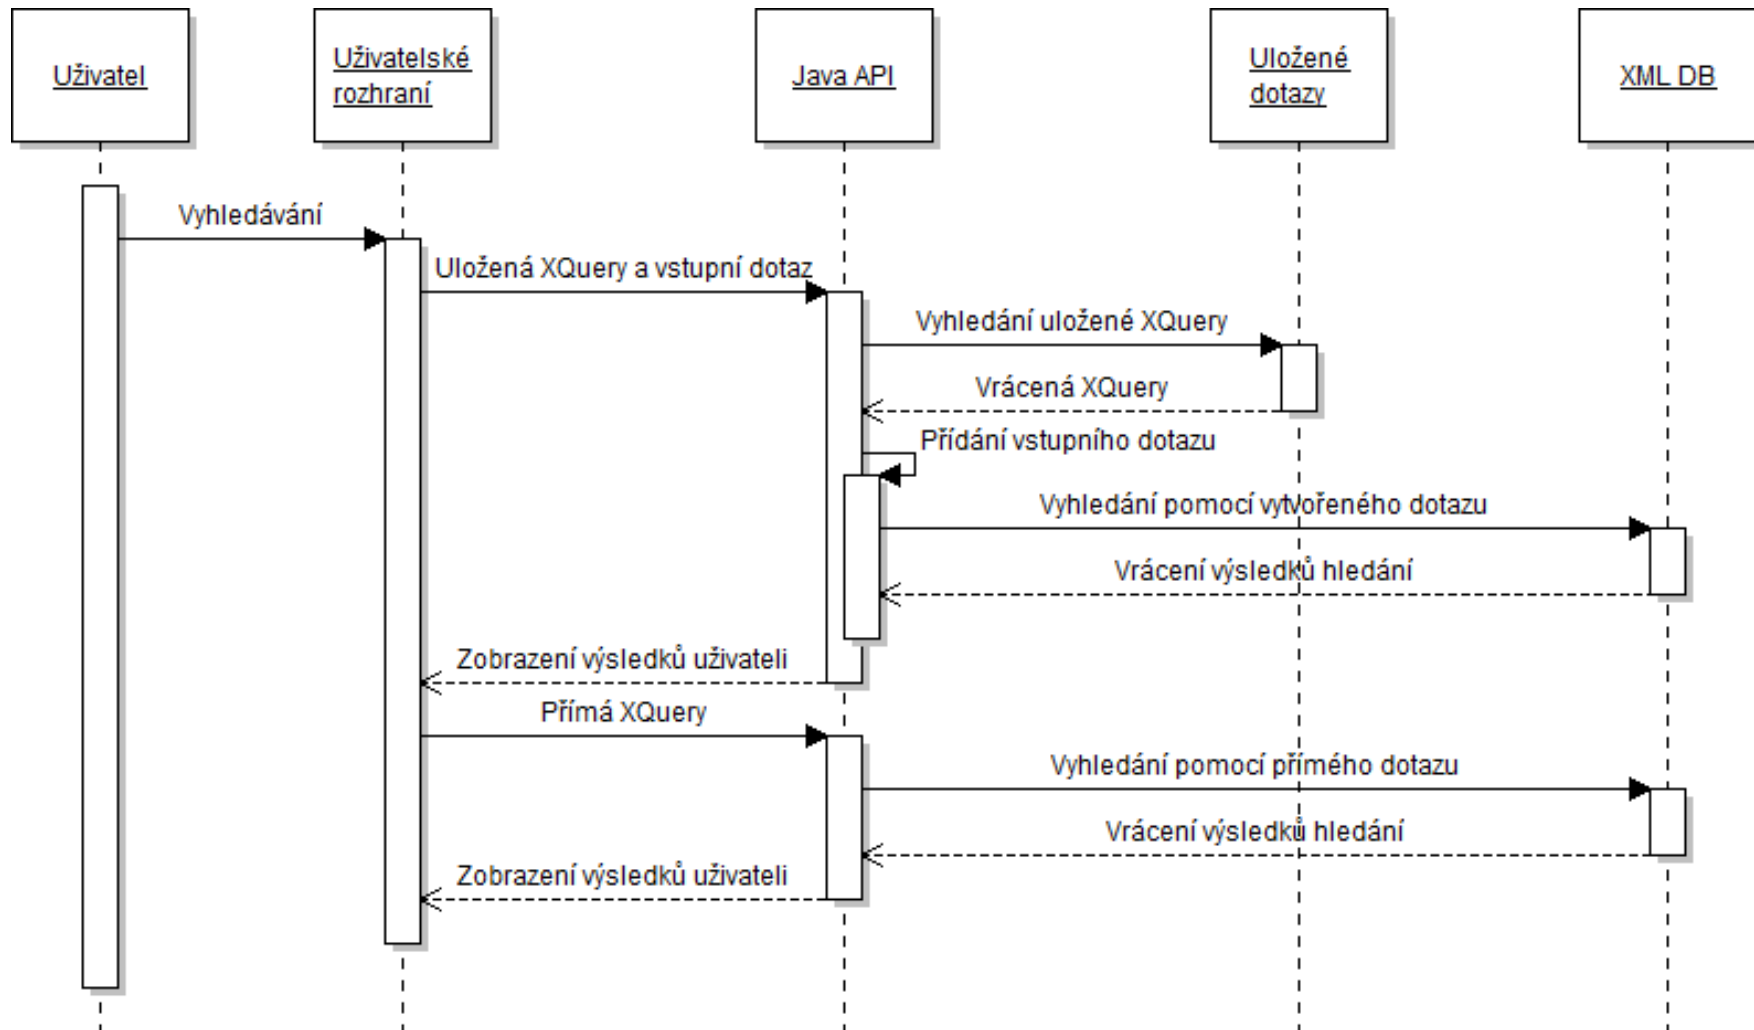 Uživatel
Uživatelské
rozhraní
Java API
Uložené
dotazy
XML DB
Vyhledávání
Uložená XQuery a vstupní dotaz
Vyhledání uložené XQuery
Vrácená XQuery
Přídání vstupního dotazu
Vyhledání pomocí vytvořeného dotazu
Vrácení výsledků hledání
Zobrazení výsledků uživateli
Přímá XQuery
Vyhledání pomocí přímého dotazu
Vrácení výsledků hledání
Zobrazení výsledků uživateli